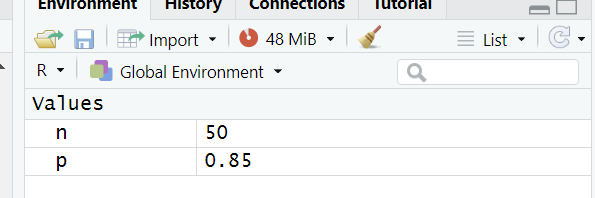 Environment History Connections Tutorial
Import 48 MiB List
R Global Environment
Values
n 50
p 0.85